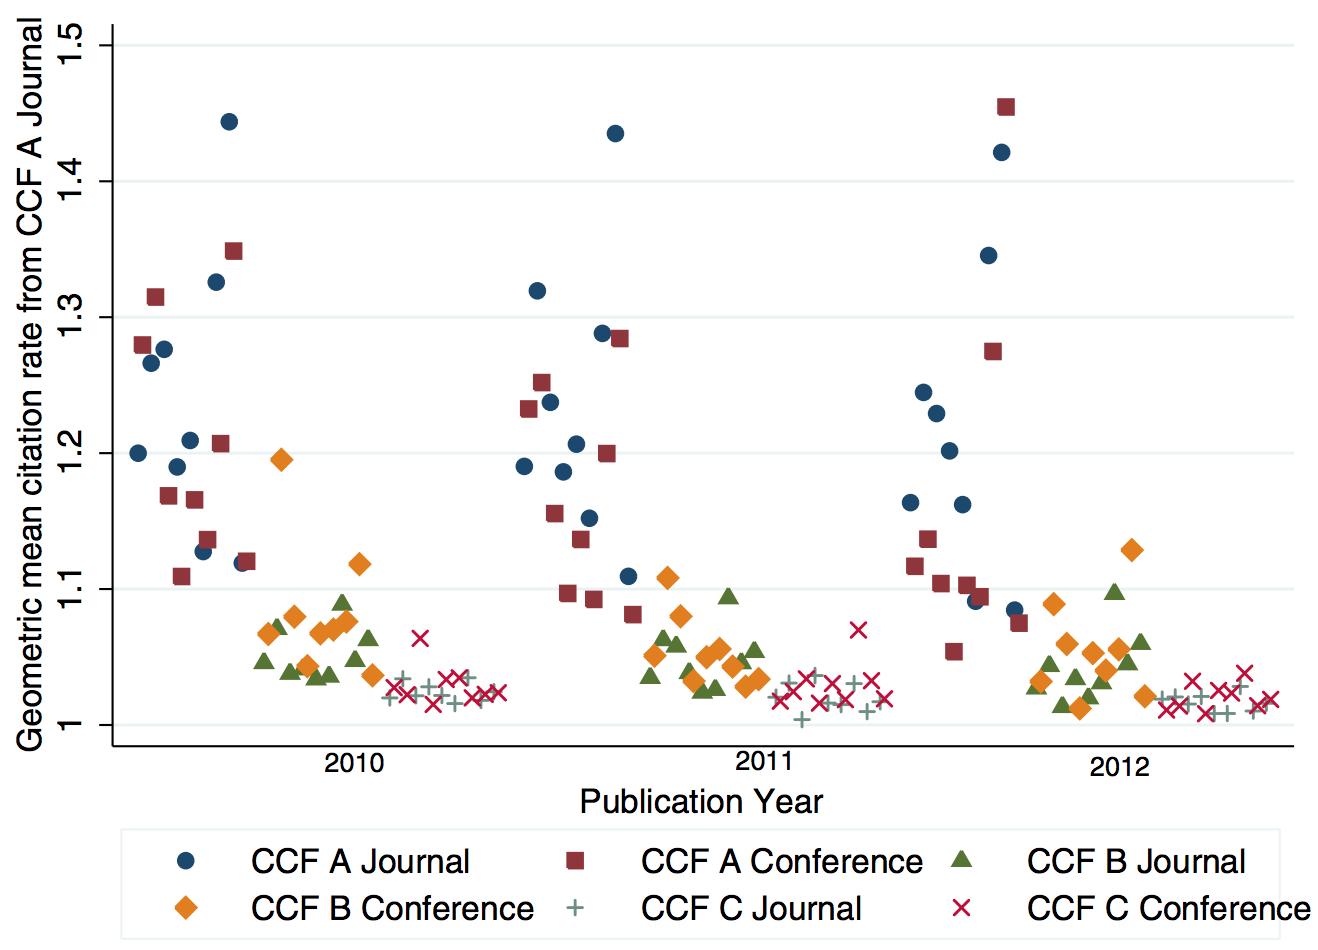 Geometric mean citation rate from CCF A Journal
1.5
1.4
1.3
1.2
1.1
1
2010
2011
2012
Publication Year
CCF A Journal
CCF A Conference
CCF B Journal
CCF B Conference
CCF C Journal
CCF C Conference